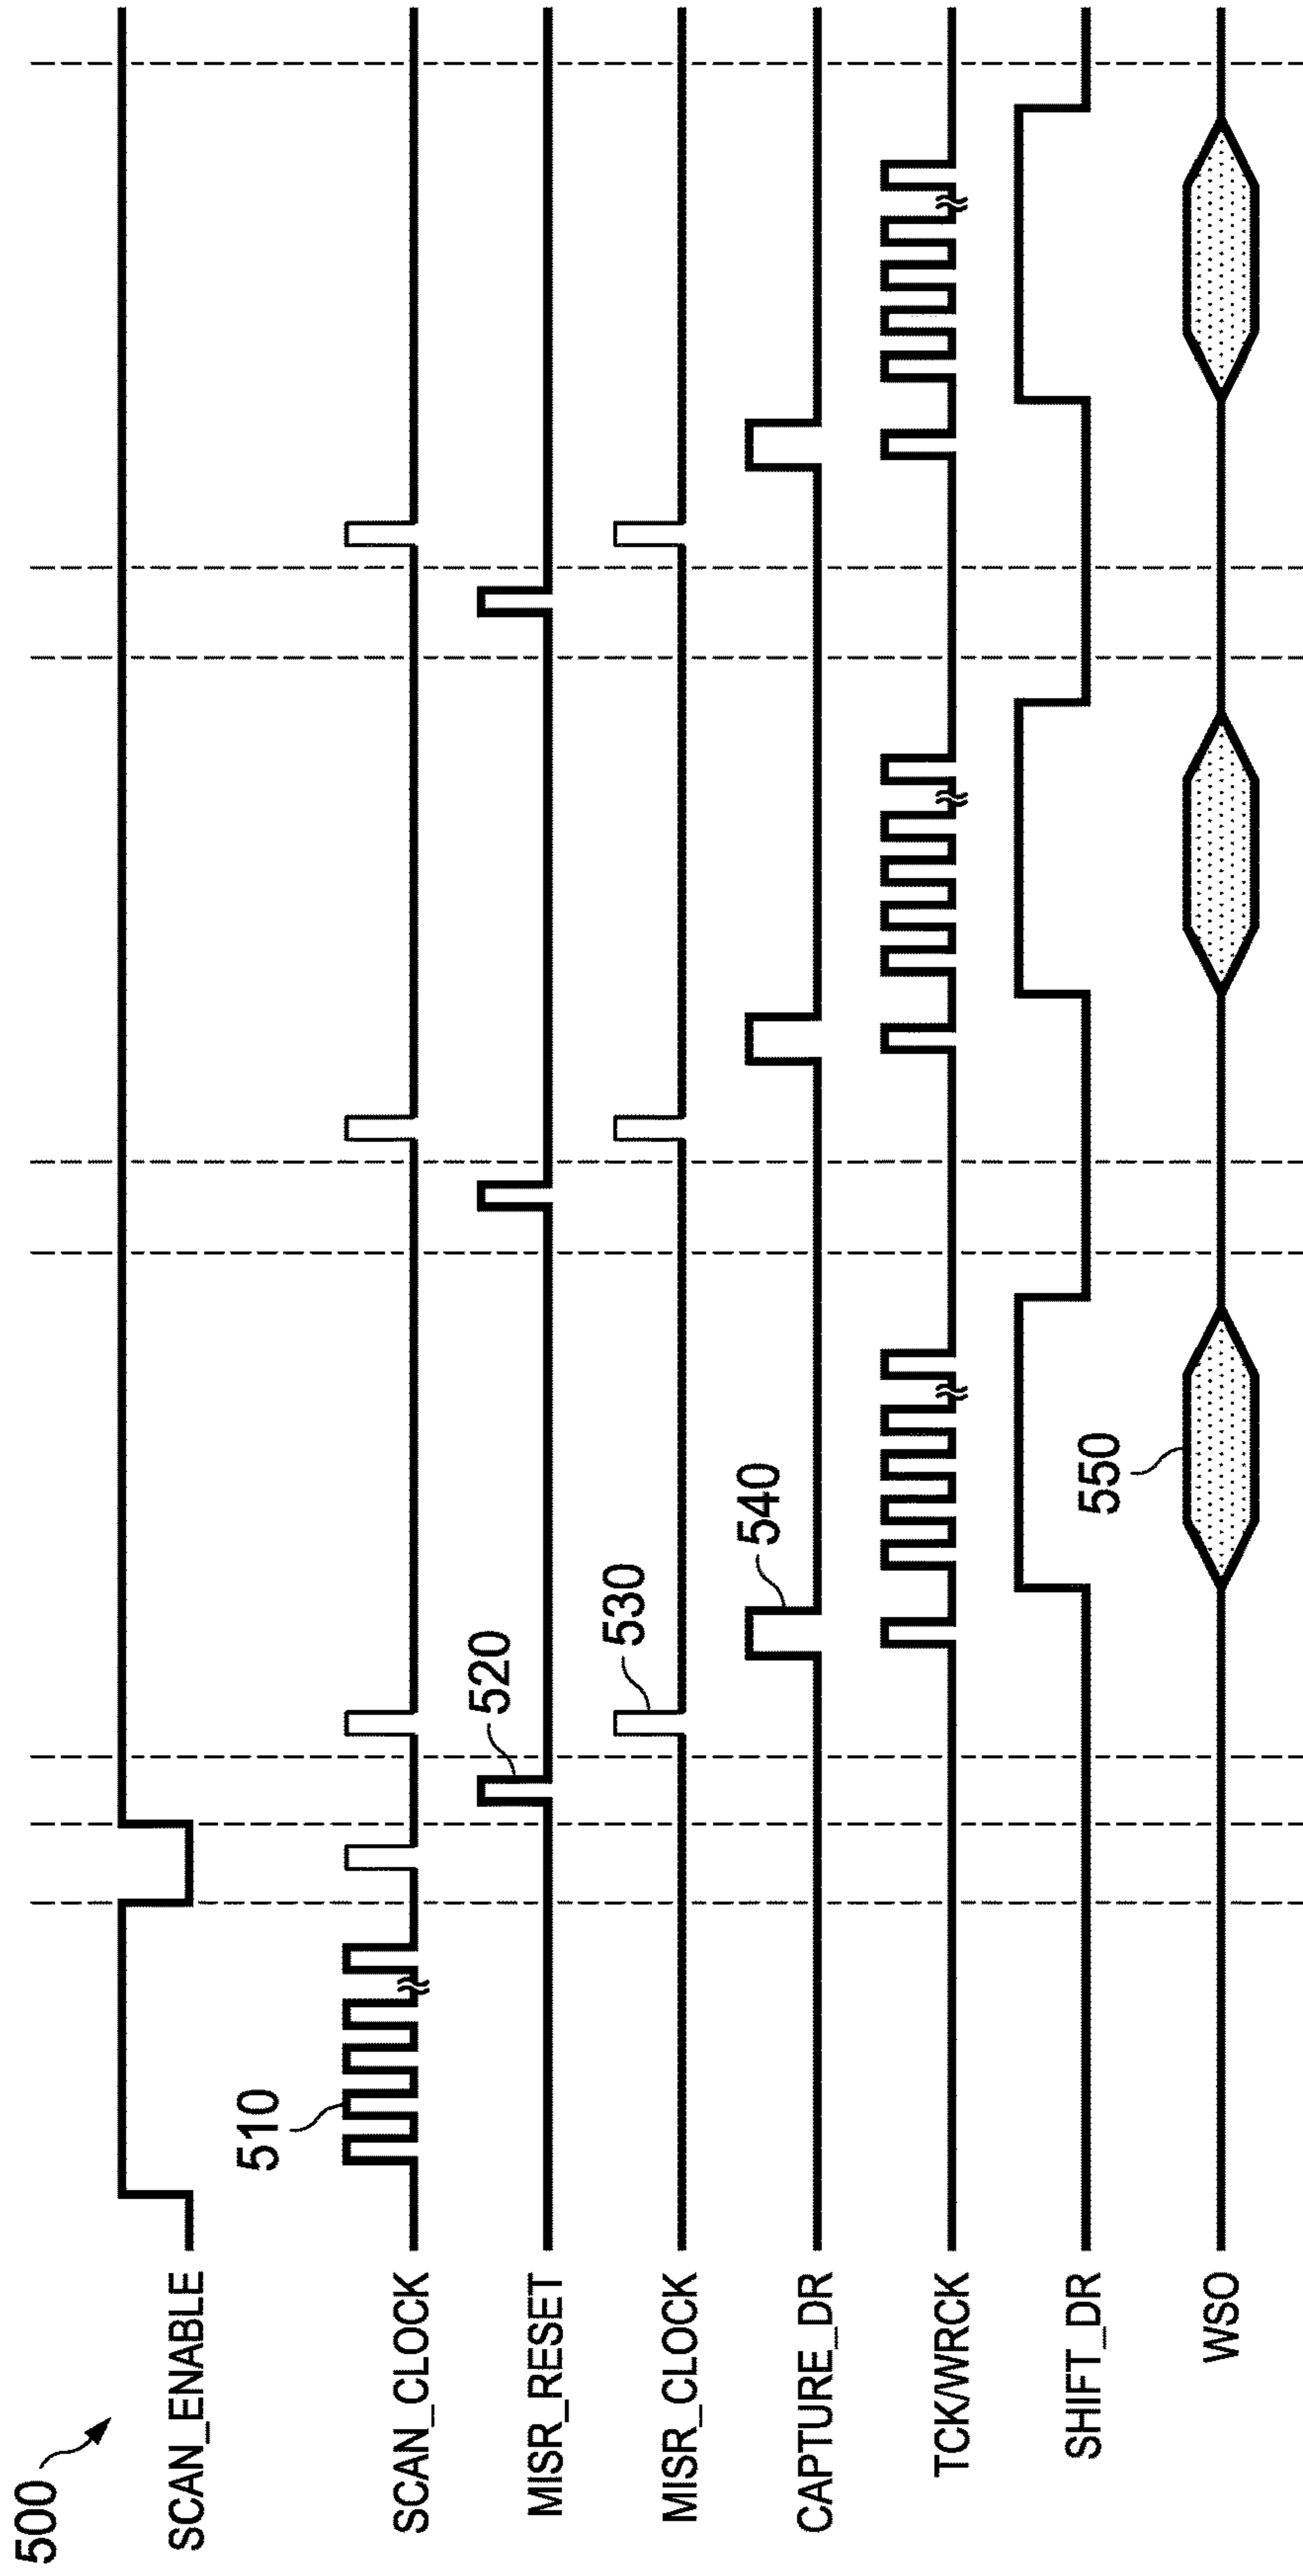 500
SCAN_ENABLE
510
SCAN_CLOCK
520
MISR_RESET
530
MISR_CLOCK
540
CAPTURE_DR
TCK/WRCK
SHIFT_DR
550
WSO